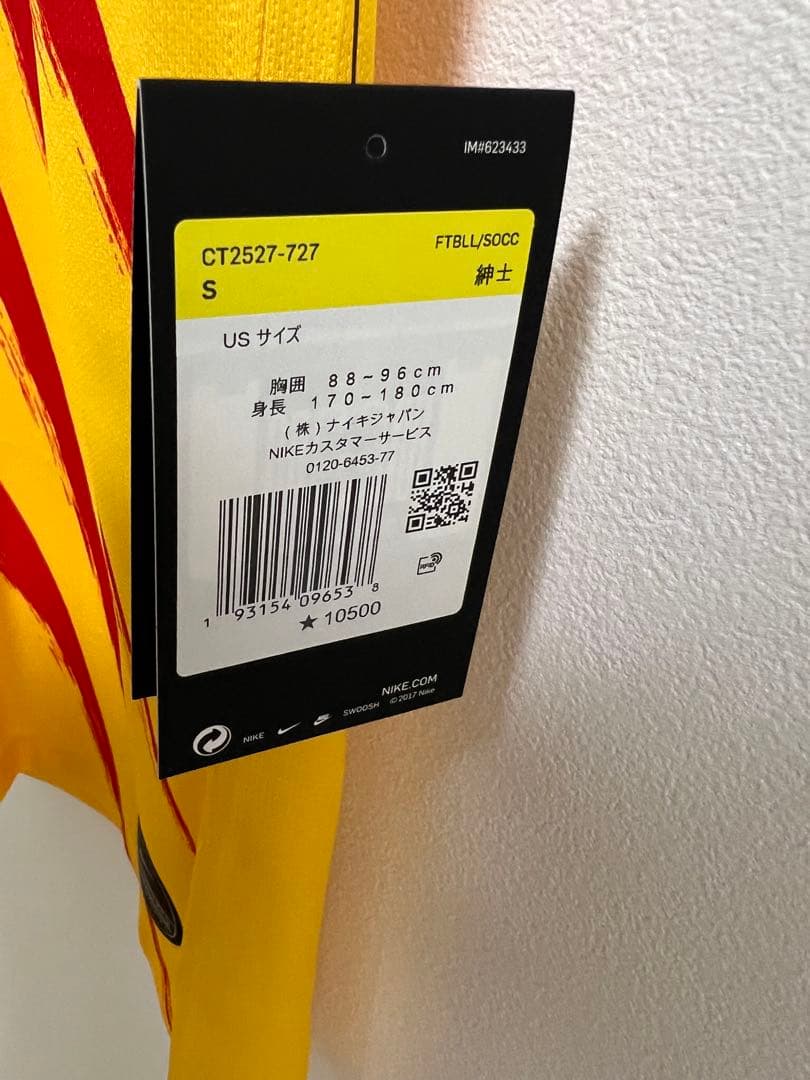 IM#623433
CT2527-727
FTBLL/SOCC
S
紳士
US サイズ
胸囲 88~96cm
身長 170~180cm
(株)ナイキジャパン
NIKEカスタマーサービス
0120-6453-77
RFID
1 93154 09653 8
★10500
NIKE.COM
NIKE SWOOSH ©2017 Nike